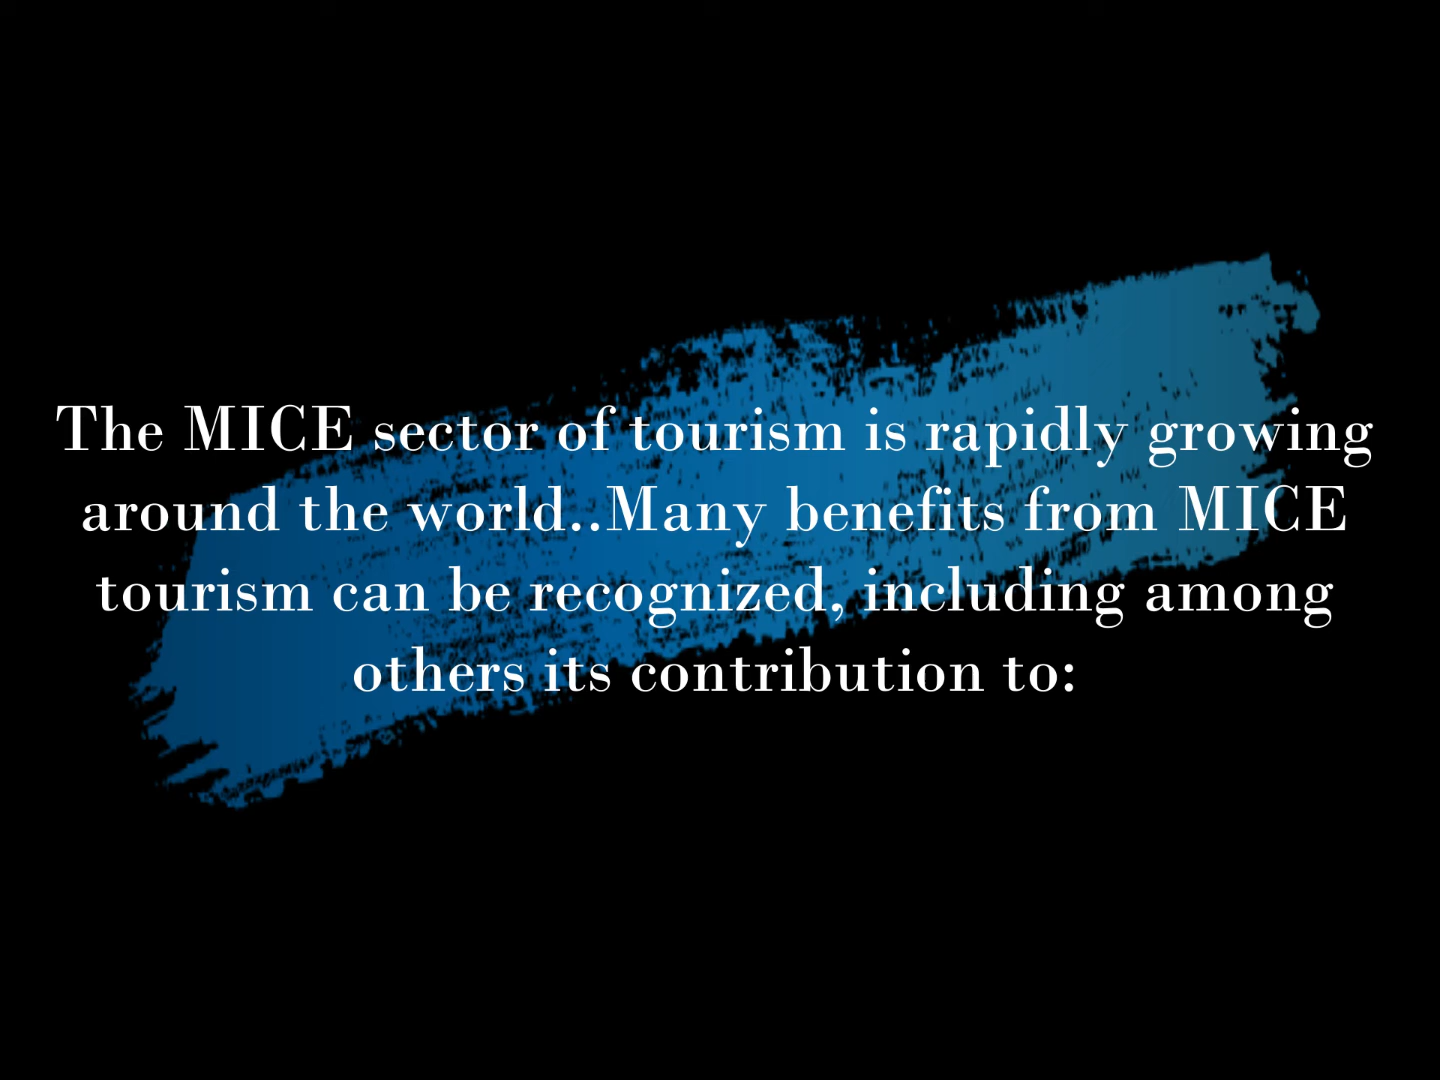 The MICE sector of tourism is rapidly growing
around the world..Many benefits from MICE
tourism can be recognized, including among
others its contribution to: